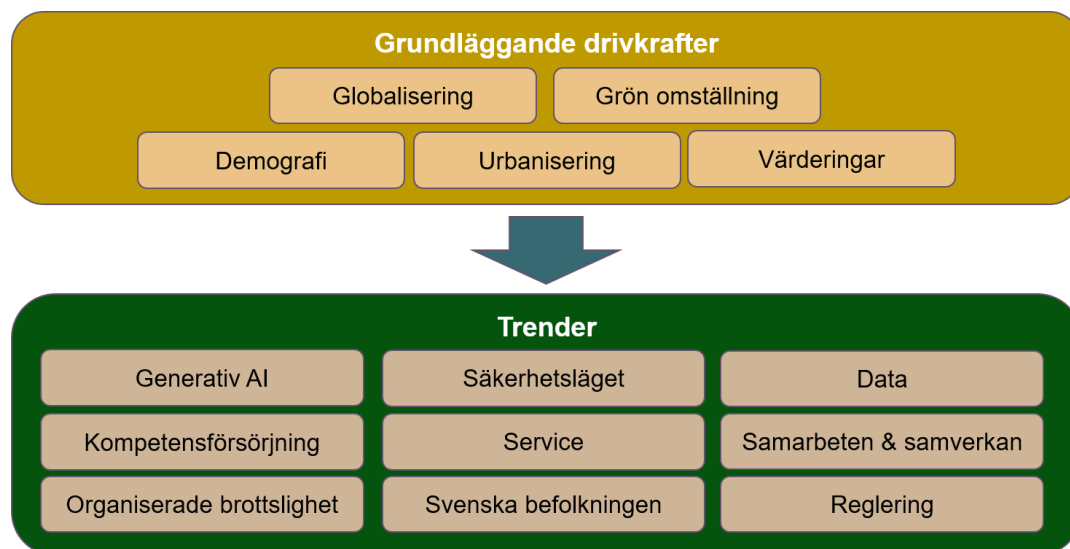 Grundläggande drivkrafter
Globalisering
Grön omställning
Demografi
Urbanisering
Värderingar
Trender
Generativ AI
Säkerhetsläget
Data
Kompetensförsörjning
Service
Samarbeten & samverkan
Organiserade brottslighet
Svenska befolkningen
Reglering